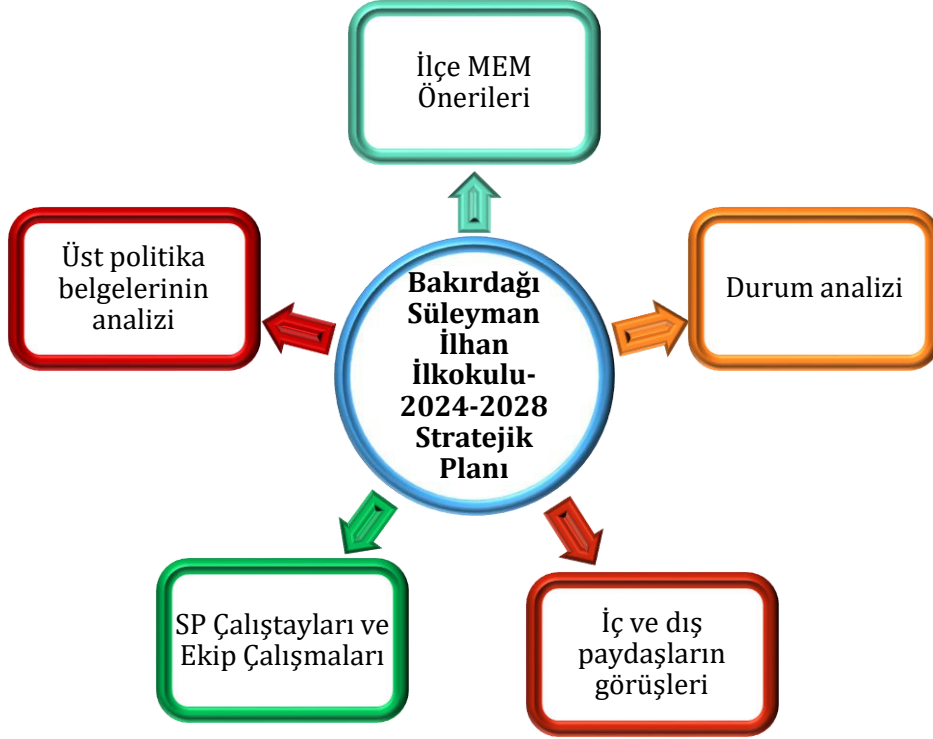 İlçe MEM
Önerileri
Üst politika
belgelerinin
analizi
Bakırdağı
Süleyman
İlhan
İlkokulu-
2024-2028
Stratejik
Planı
Durum analizi
SP Çalıştayları ve
Ekip Çalışmaları
İç ve dış
paydaşların
görüşleri